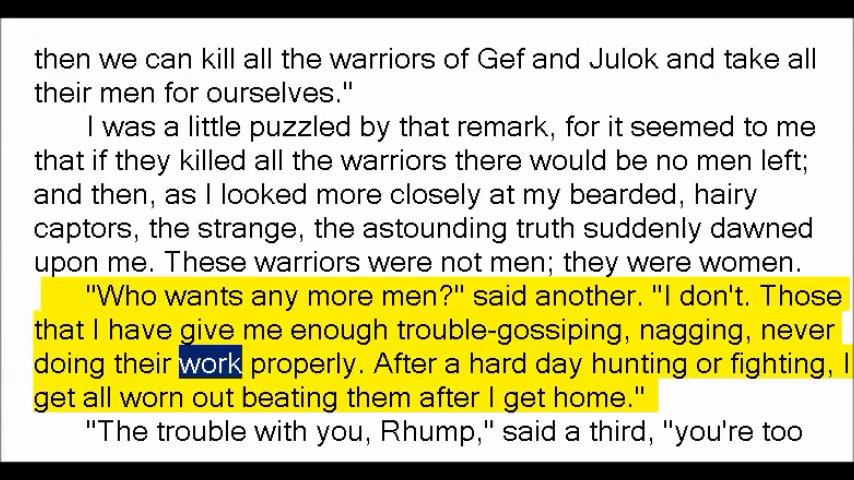 then we can kill all the warriors of Gef and Julok and take all
their men for ourselves."
I was a little puzzled by that remark, for it seemed to me
that if they killed all the warriors there would be no men left;
and then, as I looked more closely at my bearded, hairy
captors, the strange, the astounding truth suddenly dawned
upon me. These warriors were not men; they were women.
"Who wants any more men?" said another. "I don't. Those
that I have give me enough trouble-gossiping, nagging, never
doing their work properly. After a hard day hunting or fighting, I
get all worn out beating them after I get home."
"The trouble with you, Rhump," said a third, "you're too